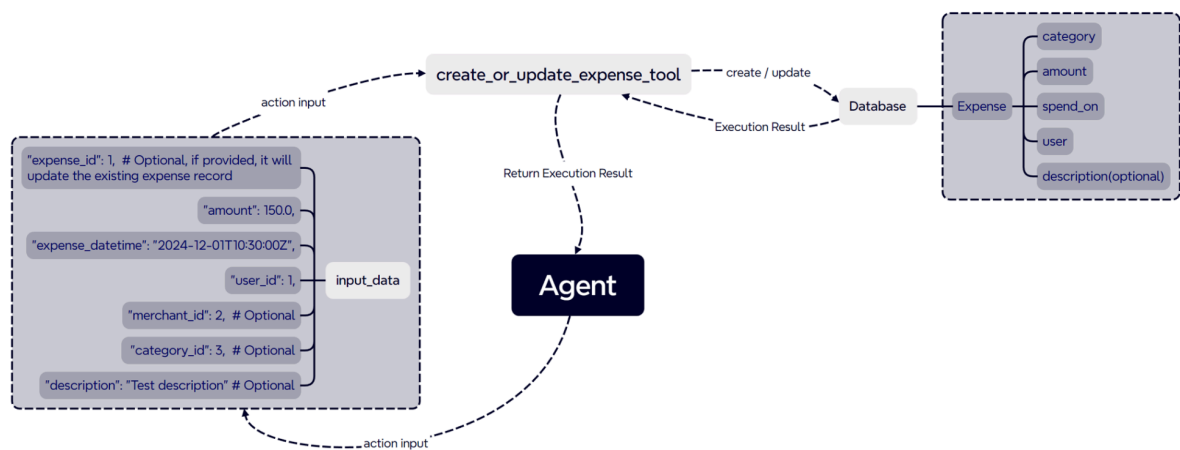 category
create_or_update_expense_tool
create / update
amount
action input
Database
Expense
spend_on
Execution Result
user
"expense_id": 1,  # Optional, if provided, it will
update the existing expense record
Return Execution Result
description(optional)
"amount": 150.0,
"expense_datetime": "2024-12-01T10:30:00Z",
"user_id": 1,
input_data
Agent
"merchant_id": 2,  # Optional
"category_id": 3,  # Optional
"description": "Test description" # Optional
action input